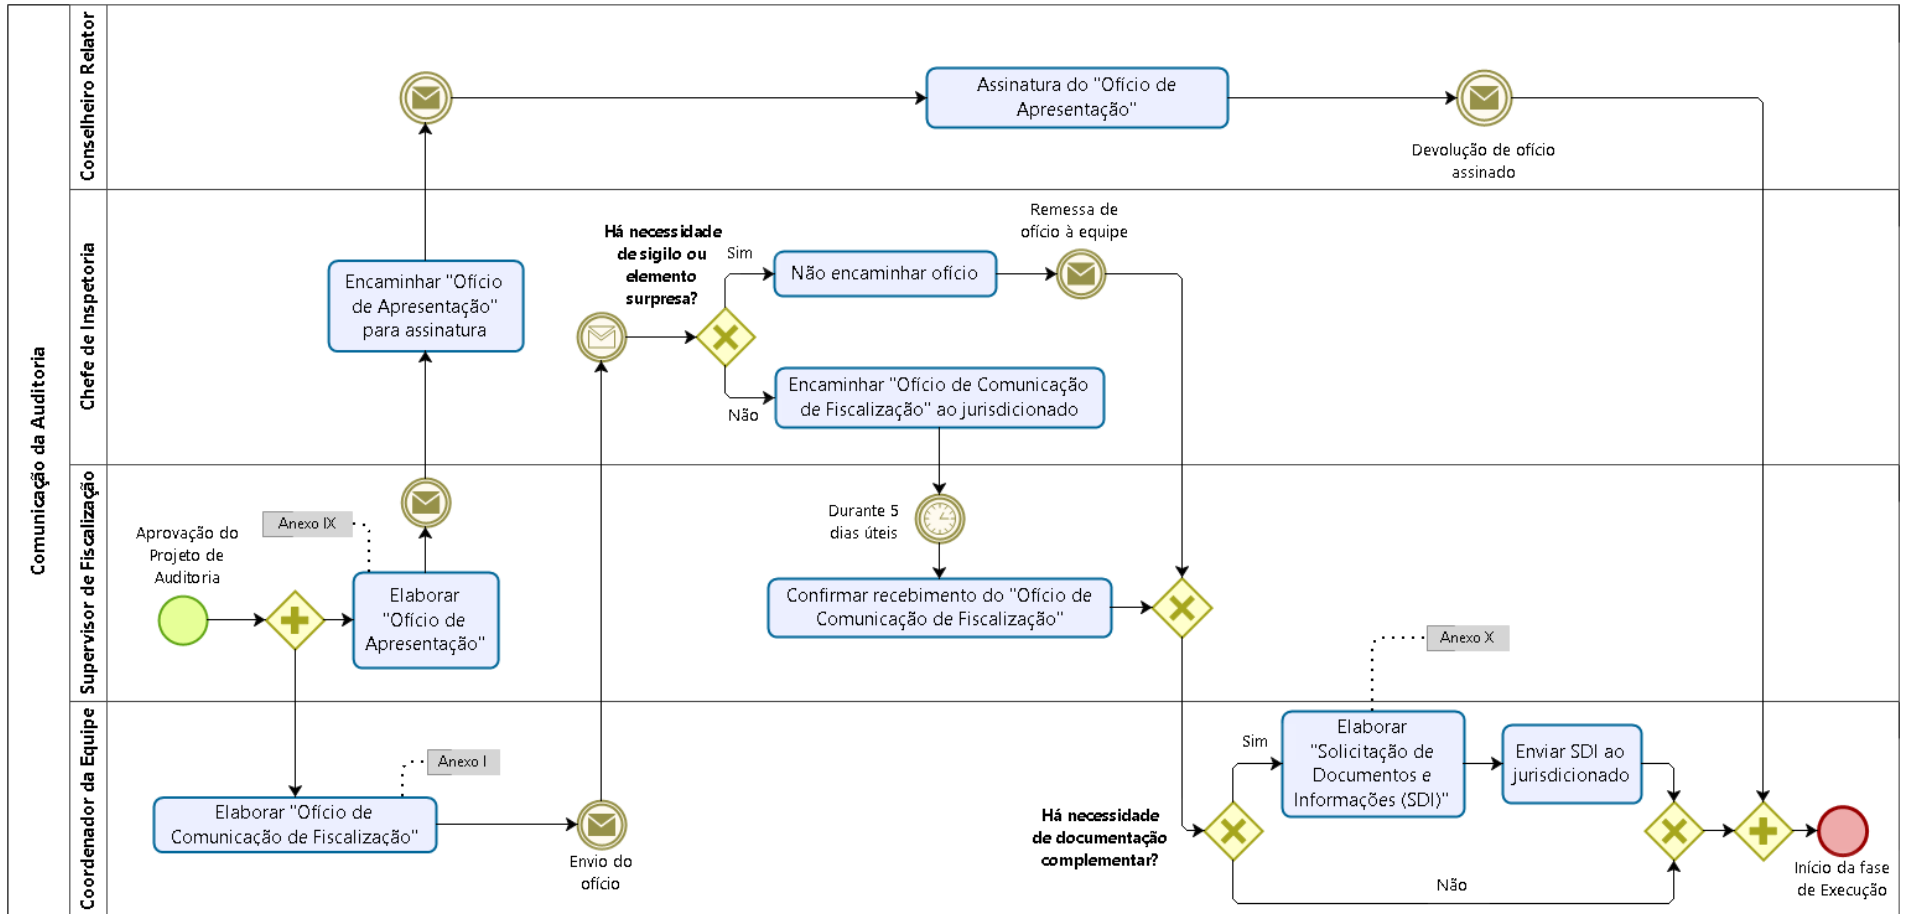 Comunicação da Auditoria
Conselheiro Relator
Assinatura do "Ofício de
Apresentação"
Devolução de ofício
assinado
Chefe de Inspetoria
Encaminhar "Ofício
de Apresentação"
para assinatura
Há necessidade
de sigilo ou
elemento
surpresa?
Sim
Não encaminhar ofício
Remessa de
ofício à equipe
Não
Encaminhar "Ofício de Comunicação
de Fiscalização" ao jurisdicionado
Supervisor de Fiscalização
Aprovação do
Projeto de
Auditoria
Anexo IX
Elaborar
"Ofício de
Apresentação"
Durante 5
dias úteis
Confirmar recebimento do "Ofício de
Comunicação de Fiscalização"
Anexo X
Coordenador da Equipe
Anexo I
Elaborar "Ofício de
Comunicação de Fiscalização"
Envio do
ofício
Há necessidade
de documentação
complementar?
Sim
Elaborar
"Solicitação de
Documentos e
Informações (SDI)"
Enviar SDI ao
jurisdicionado
Não
Início da fase
de Execução